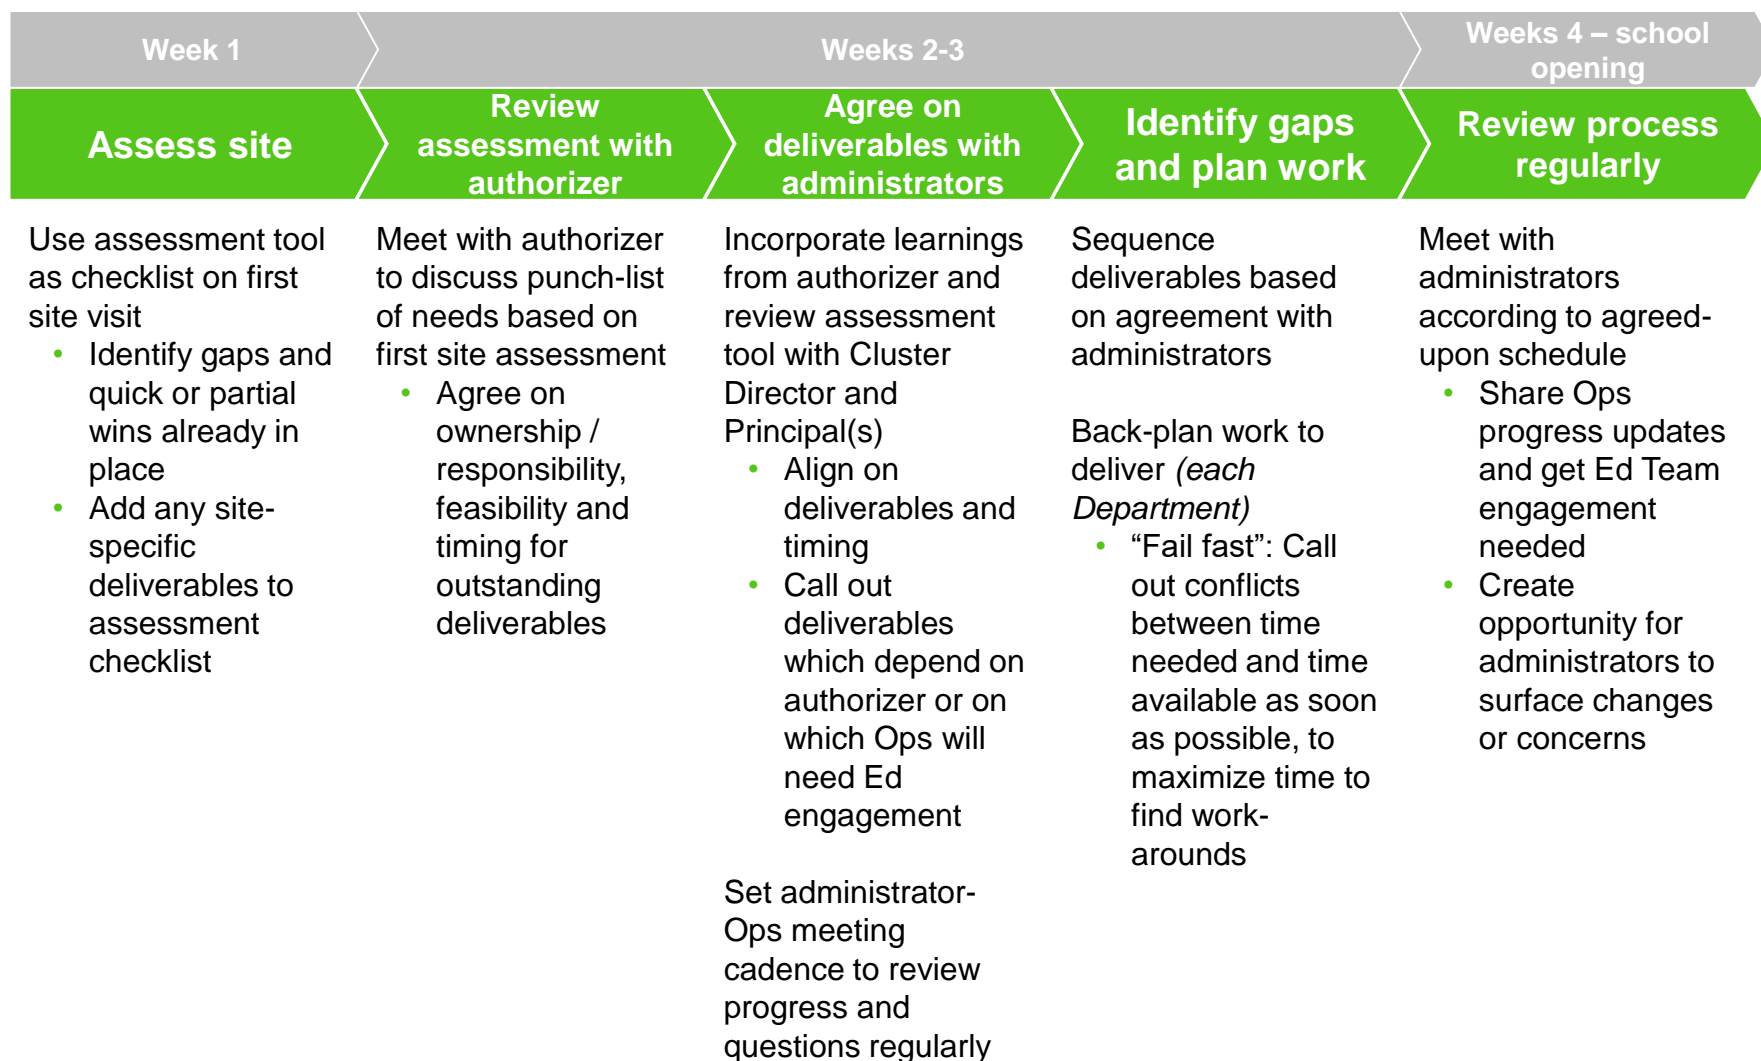 Week 1
Weeks 2-3
Weeks 4 – school
opening
Assess site
Review
assessment with
authorizer
Agree on
deliverables with
administrators
Identify gaps
and plan work
Review process
regularly
Use assessment tool
as checklist on first
site visit
• Identify gaps and
quick or partial
wins already in
place
• Add any site-
specific
deliverables to
assessment
checklist
Meet with authorizer
to discuss punch-list
of needs based on
first site assessment
• Agree on
ownership /
responsibility,
feasibility and
timing for
outstanding
deliverables
Incorporate learnings
from authorizer and
review assessment
tool with Cluster
Director and
Principal(s)
• Align on
deliverables and
timing
• Call out
deliverables
which depend on
authorizer or on
which Ops will
need Ed
engagement
Set administrator-
Ops meeting
cadence to review
progress and
questions regularly
Sequence
deliverables based
on agreement with
administrators
Back-plan work to
deliver (each
Department)
• “Fail fast”: Call
out conflicts
between time
needed and time
available as soon
as possible, to
maximize time to
find work-
arounds
Meet with
administrators
according to agreed-
upon schedule
• Share Ops
progress updates
and get Ed Team
engagement
needed
• Create
opportunity for
administrators to
surface changes
or concerns